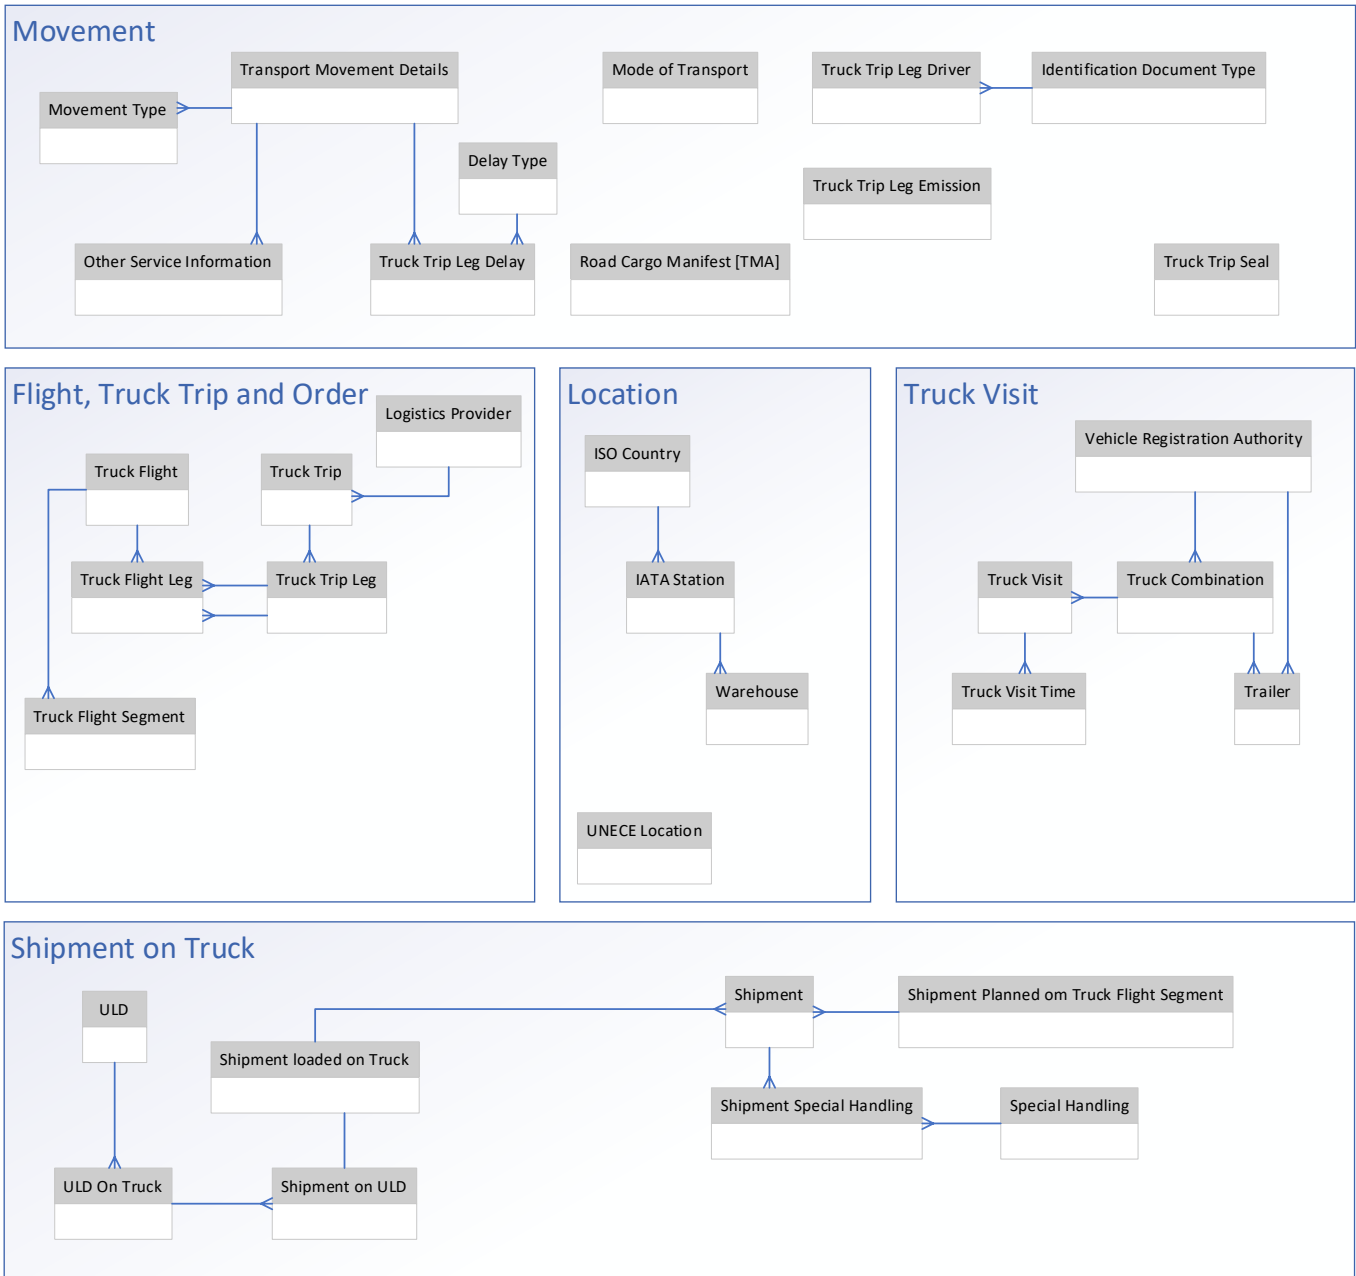 Movement
Transport Movement Details
Mode of Transport
Truck Trip Leg Driver
Identification Document Type
Movement Type
Delay Type
Truck Trip Leg Emission
Other Service Information
Truck Trip Leg Delay
Road Cargo Manifest [TMA]
Truck Trip Seal
Flight, Truck Trip and Order
Logistics Provider
Truck Flight
Truck Trip
Truck Flight Leg
Truck Trip Leg
Truck Flight Segment
Location
ISO Country
IATA Station
Warehouse
UNECE Location
Truck Visit
Vehicle Registration Authority
Truck Visit
Truck Combination
Truck Visit Time
Trailer
Shipment on Truck
ULD
Shipment
Shipment Planned om Truck Flight Segment
Shipment loaded on Truck
Shipment Special Handling
Special Handling
ULD On Truck
Shipment on ULD